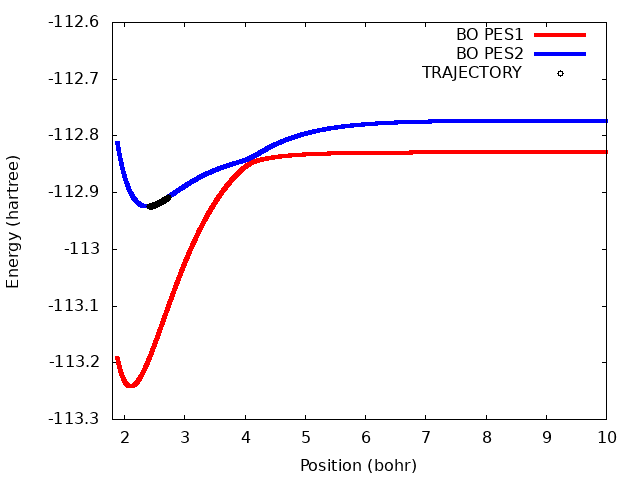 -112.6
BO PES1
BO PES2
-112.7
TRAJECTORY
-112.8
-112.9
-113
-113.1
-113.2
-113.3
Energy (hartree)
2 3 4 5 6 7 8 9 10
Position (bohr)